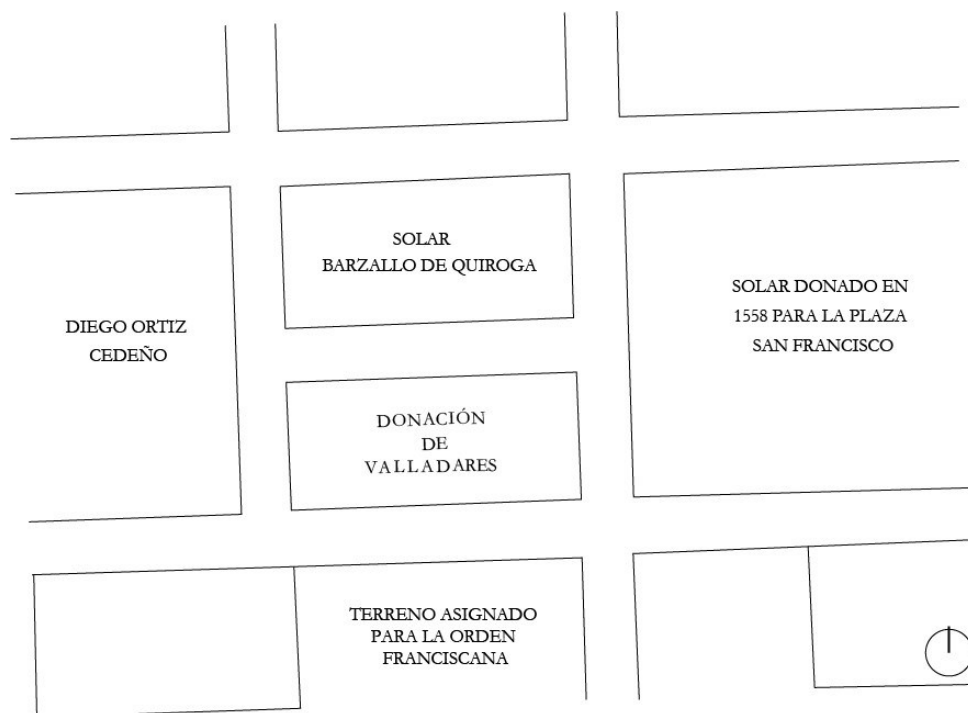 SOLAR
BARZALLO DE QUIROGA
DIEGO ORTIZ
CEDEÑO
SOLAR DONADO EN
1558 PARA LA PLAZA
SAN FRANCISCO
DONACIÓN
DE
VALLADARES
TERRENO ASIGNADO
PARA LA ORDEN
FRANCISCANA